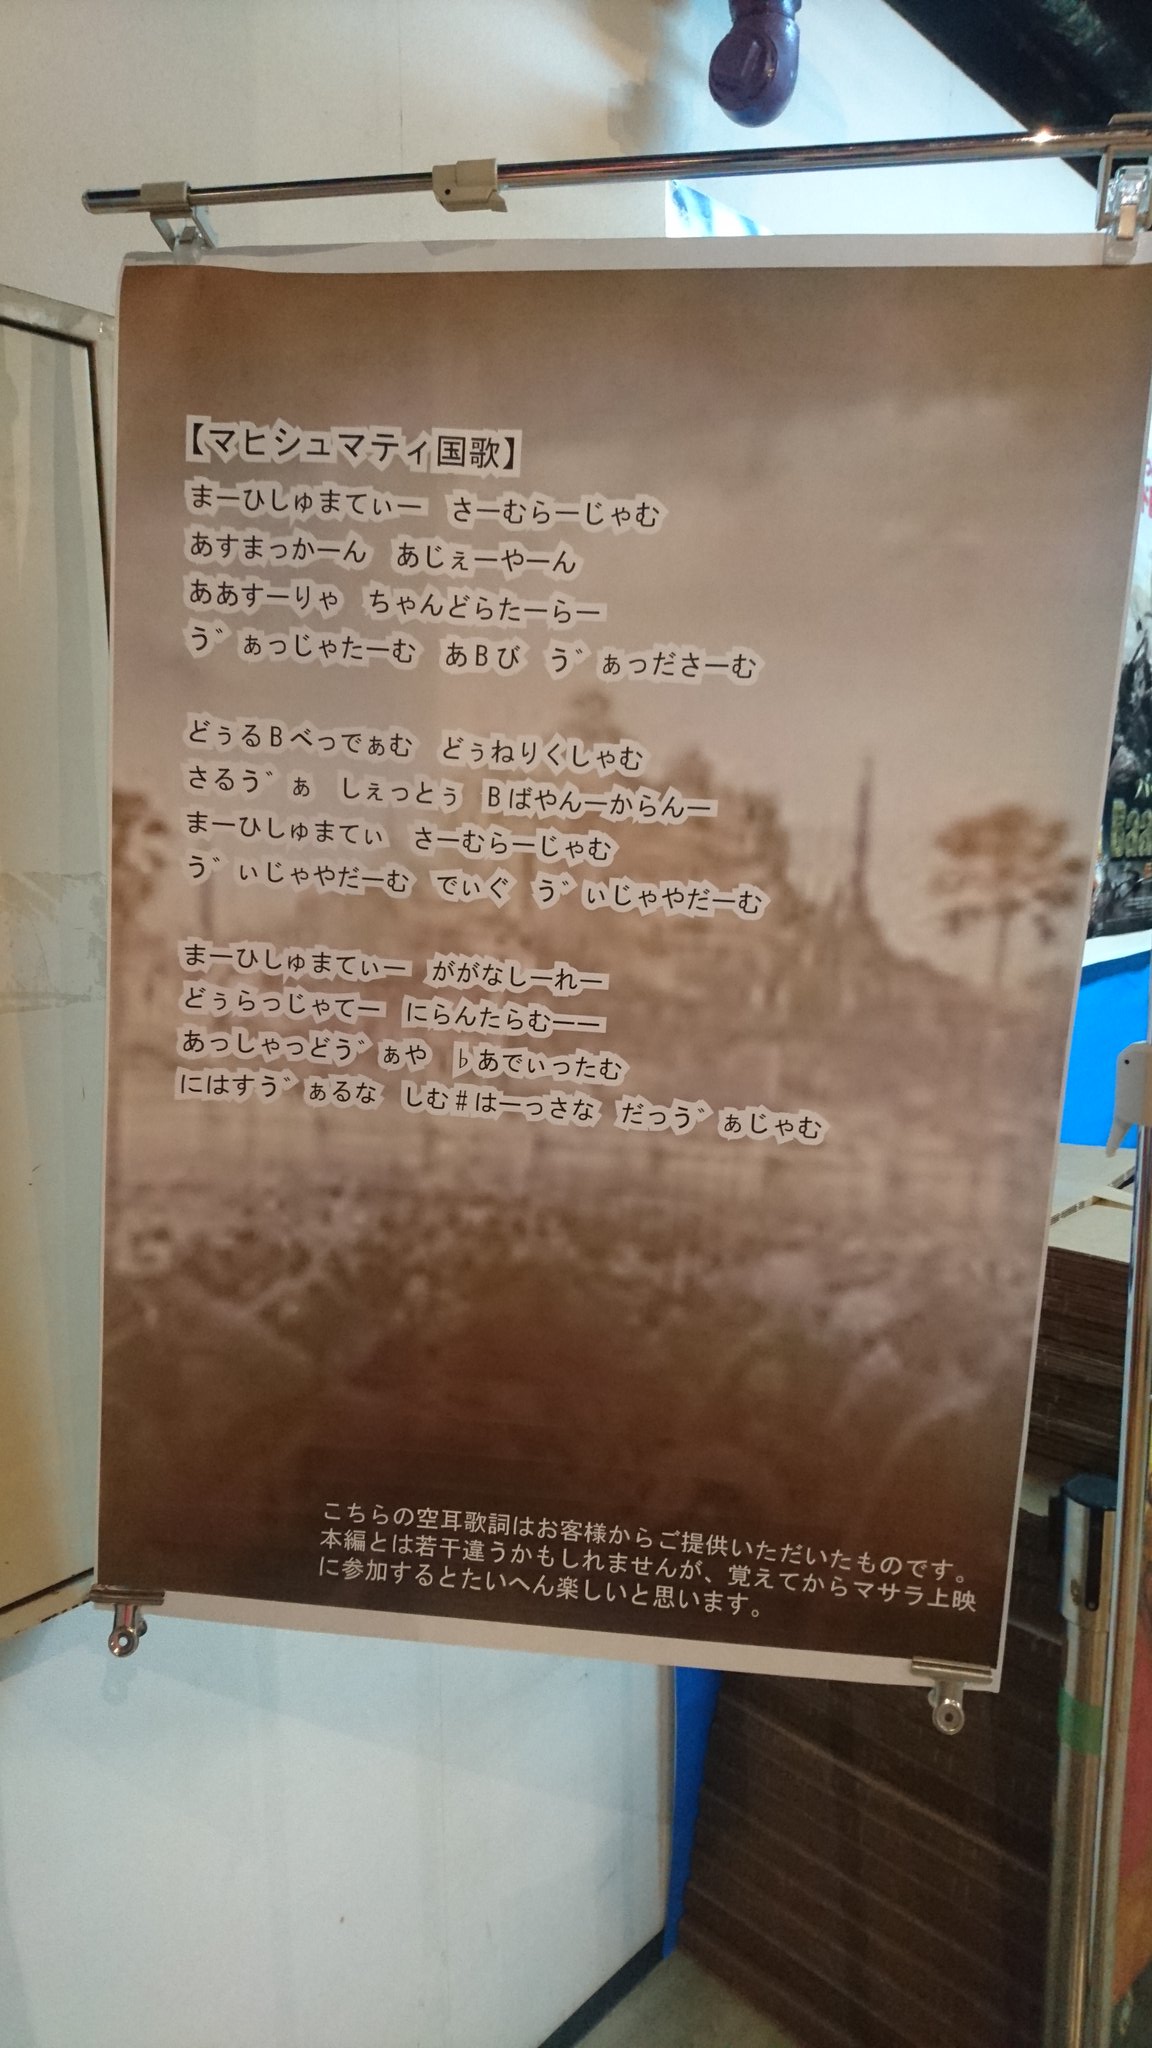 【マヒシュマティ国歌】
まーひしゅまてぃー　さーむらーじゃむ
あすまっかーん　あじぇーやーん
ああすーりゃ　ちゃんどらたーらー
う゛ぁっじゃたーむ　あBび　う゛ぁっださーむ
どぅるBべっでぁむ　どぅねりくしゃむ
さるう゛ぁ　しぇっとぅ　Bばやんーからんー
まーひしゅまてぃ　さーむらーじゃむ
う゛ぃじゃやだーむ　でぃぐ　う゛ぃじゃやだーむ
まーひしゅまてぃー　ががなしーれー
どぅらっじゃてー　にらんたらむーー
あっしゃっどう゛ぁや　♭あでぃったむ
にはすう゛ぁるな　しむ#はーっさな　だっう゛ぁじゃむ
こちらの空耳歌詞はお客様からご提供いただいたものです。
本編とは若干違うかもしれませんが、覚えてからマサラ上映
に参加するとたいへん楽しいと思います。